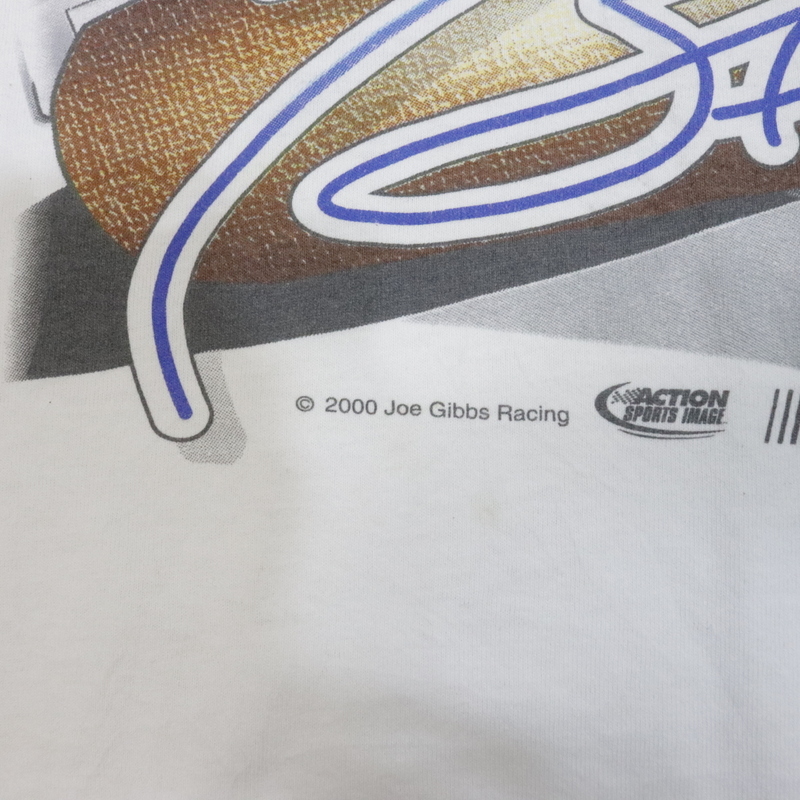 © 2000 Joe Gibbs Racing
ACTION
SPORTS IMAGE